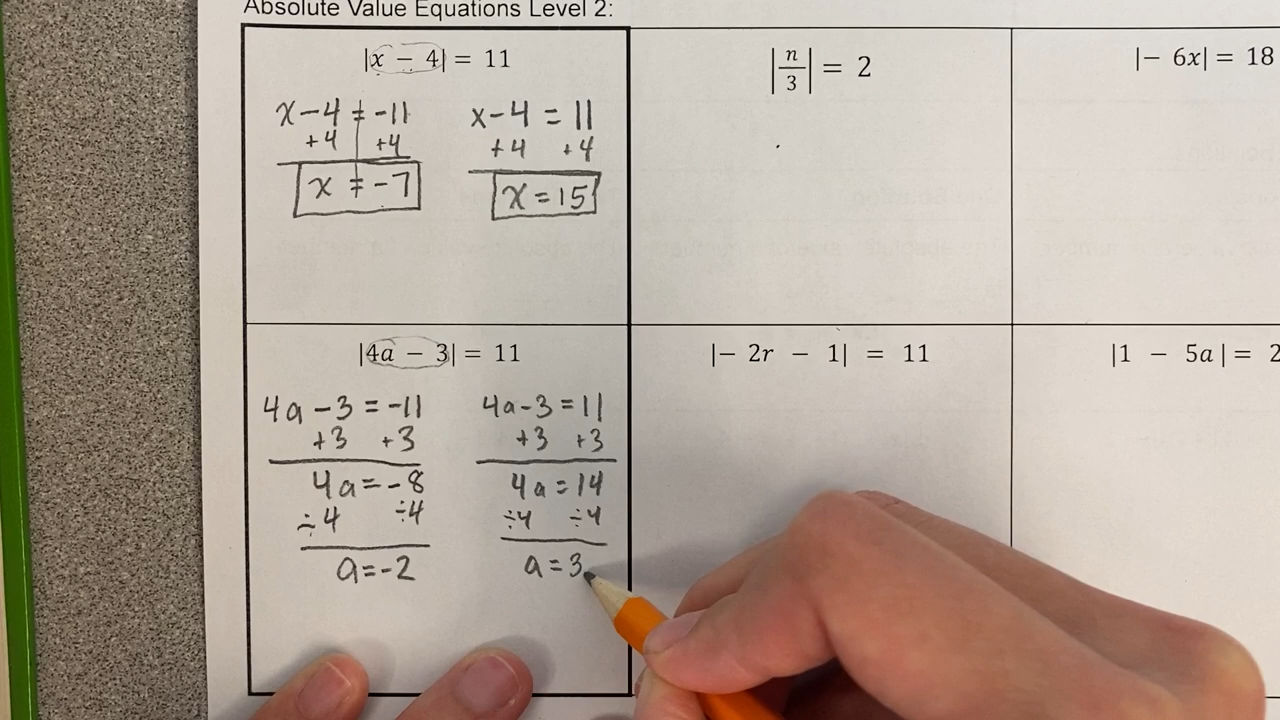 Absolute Value Equations Level 2:
|x − 4| = 11
x-4 = -11
+4 +4
x = -7
x-4 = 11
+4 +4
x = 15
|n/3| = 2
|− 6x| = 18
|4a − 3| = 11
4a-3 = -11
+3 +3
4a = -8
÷4 ÷4
a = -2
4a-3 = 11
+3 +3
4a = 14
÷4 ÷4
a = 3.
|− 2r − 1| = 11
|1 − 5a| = 2